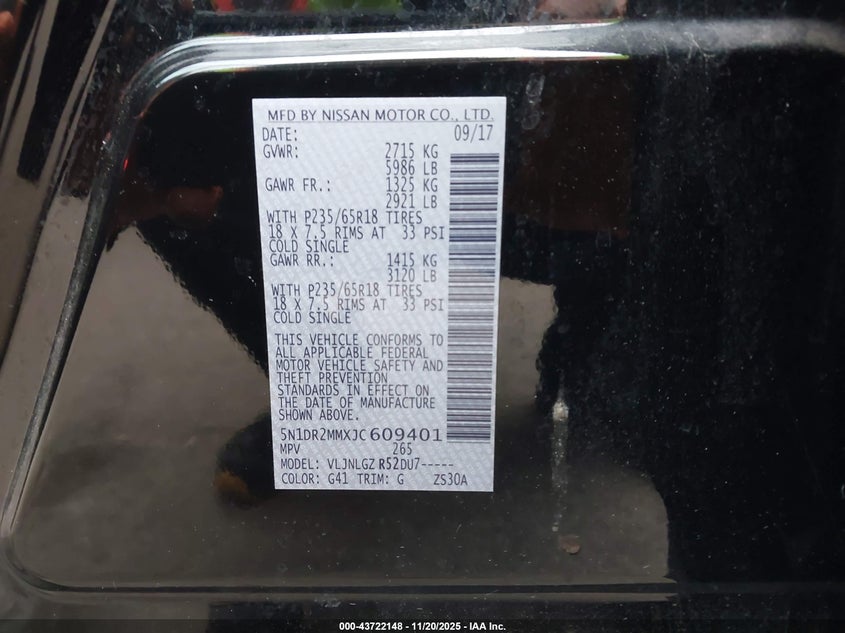 MFD BY NISSAN MOTOR CO., LTD.
DATE: 09/17
GVWR: 2715 KG
5986 LB
GAWR FR.: 1325 KG
2921 LB
WITH P235/65R18 TIRES
18 X 7.5 RIMS AT 33 PSI
COLD SINGLE
GAWR RR.: 1415 KG
3120 LB
WITH P235/65R18 TIRES
18 X 7.5 RIMS AT 33 PSI
COLD SINGLE
THIS VEHICLE CONFORMS TO
ALL APPLICABLE FEDERAL
MOTOR VEHICLE SAFETY AND
THEFT PREVENTION
STANDARDS IN EFFECT ON
THE DATE OF MANUFACTURE
SHOWN ABOVE.
5N1DR2MMXJC609401
MPV 265
MODEL: VLJNLGZ R52DU7-----
COLOR: G41 TRIM: G ZS30A
000-43722148 - 11/20/2025 - IAA Inc.